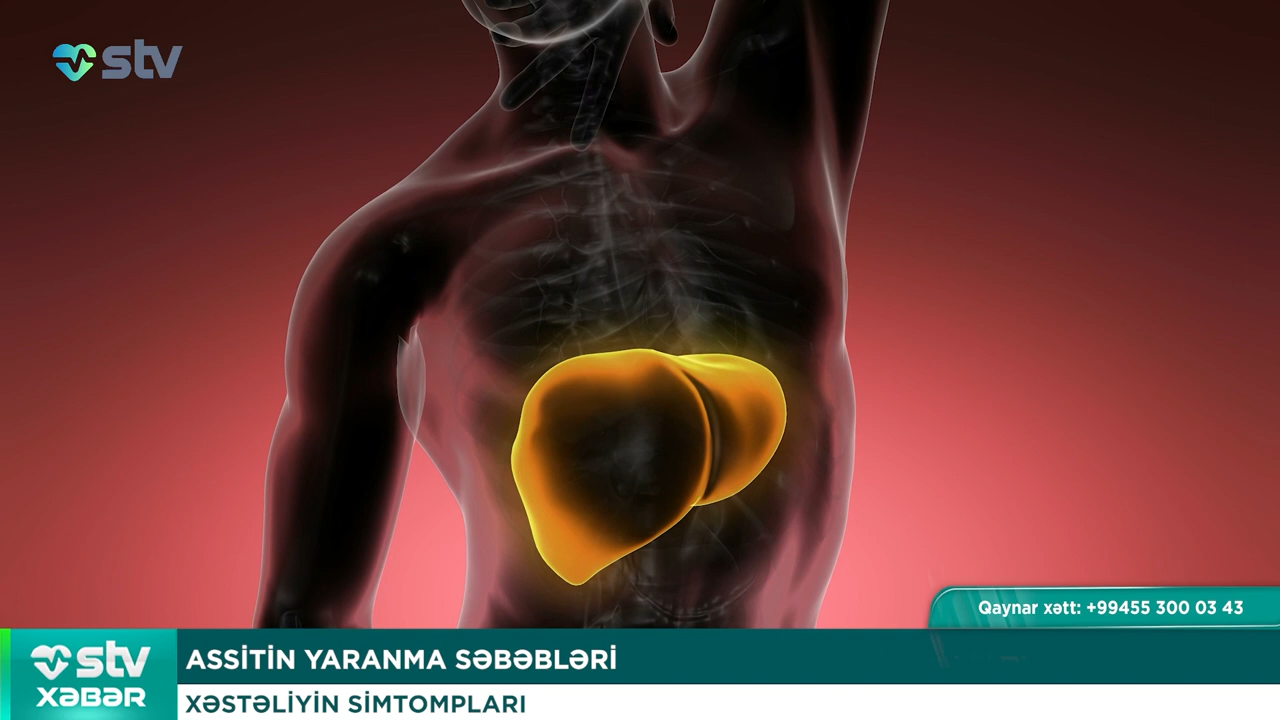 stv
Qaynar xətt: +99455 300 03 43
stv
XƏBƏR
ASSİTİN YARANMA SƏBƏBLƏRİ
XƏSTƏLİYİN SİMTOMPLARI